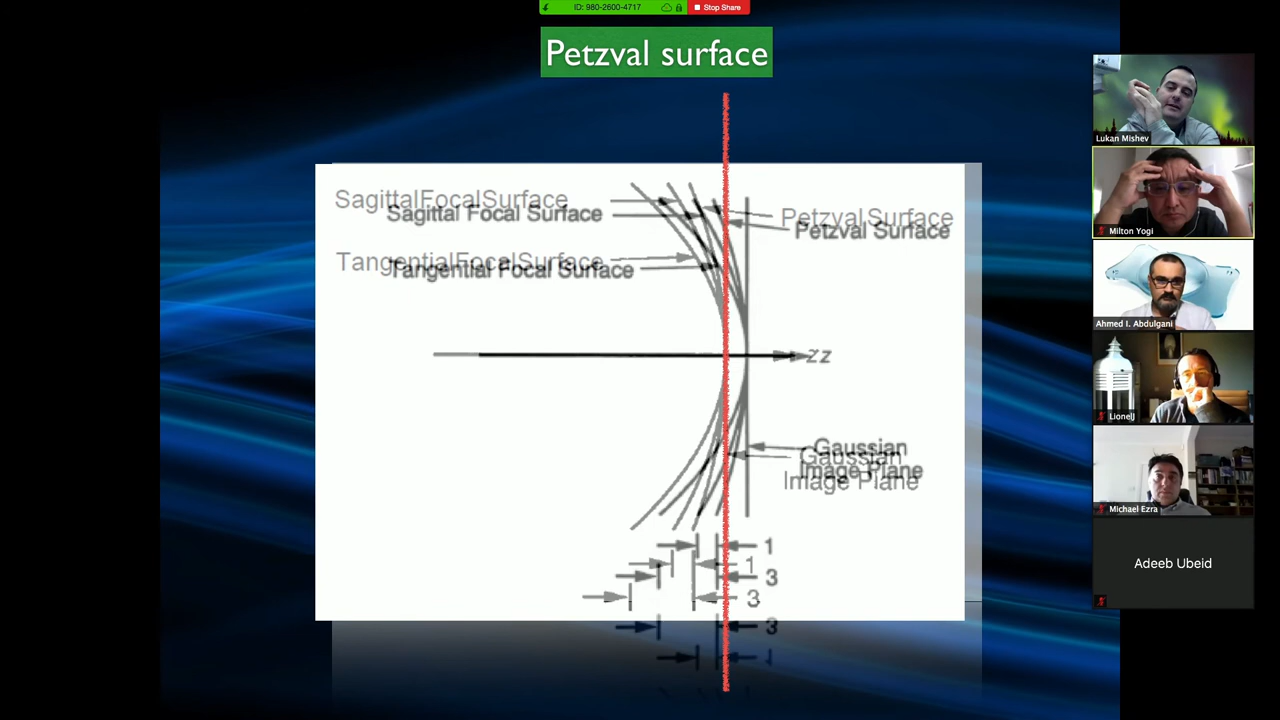 ID: 980-2600-4717
Stop Share
Petzval surface
SagittalFocalSurface
Sagittal Focal Surface
PetzvalSurface
Petzval Surface
TangentialFocalSurface
Tangential Focal Surface
z z
Gaussian
Gaussian
Image Plane
Image Plane
1
1
3
3
3
1
Lukan Mishev
Milton Yogi
Ahmed I. Abdulgani
LionelJ
Michael Ezra
Adeeb Ubeid